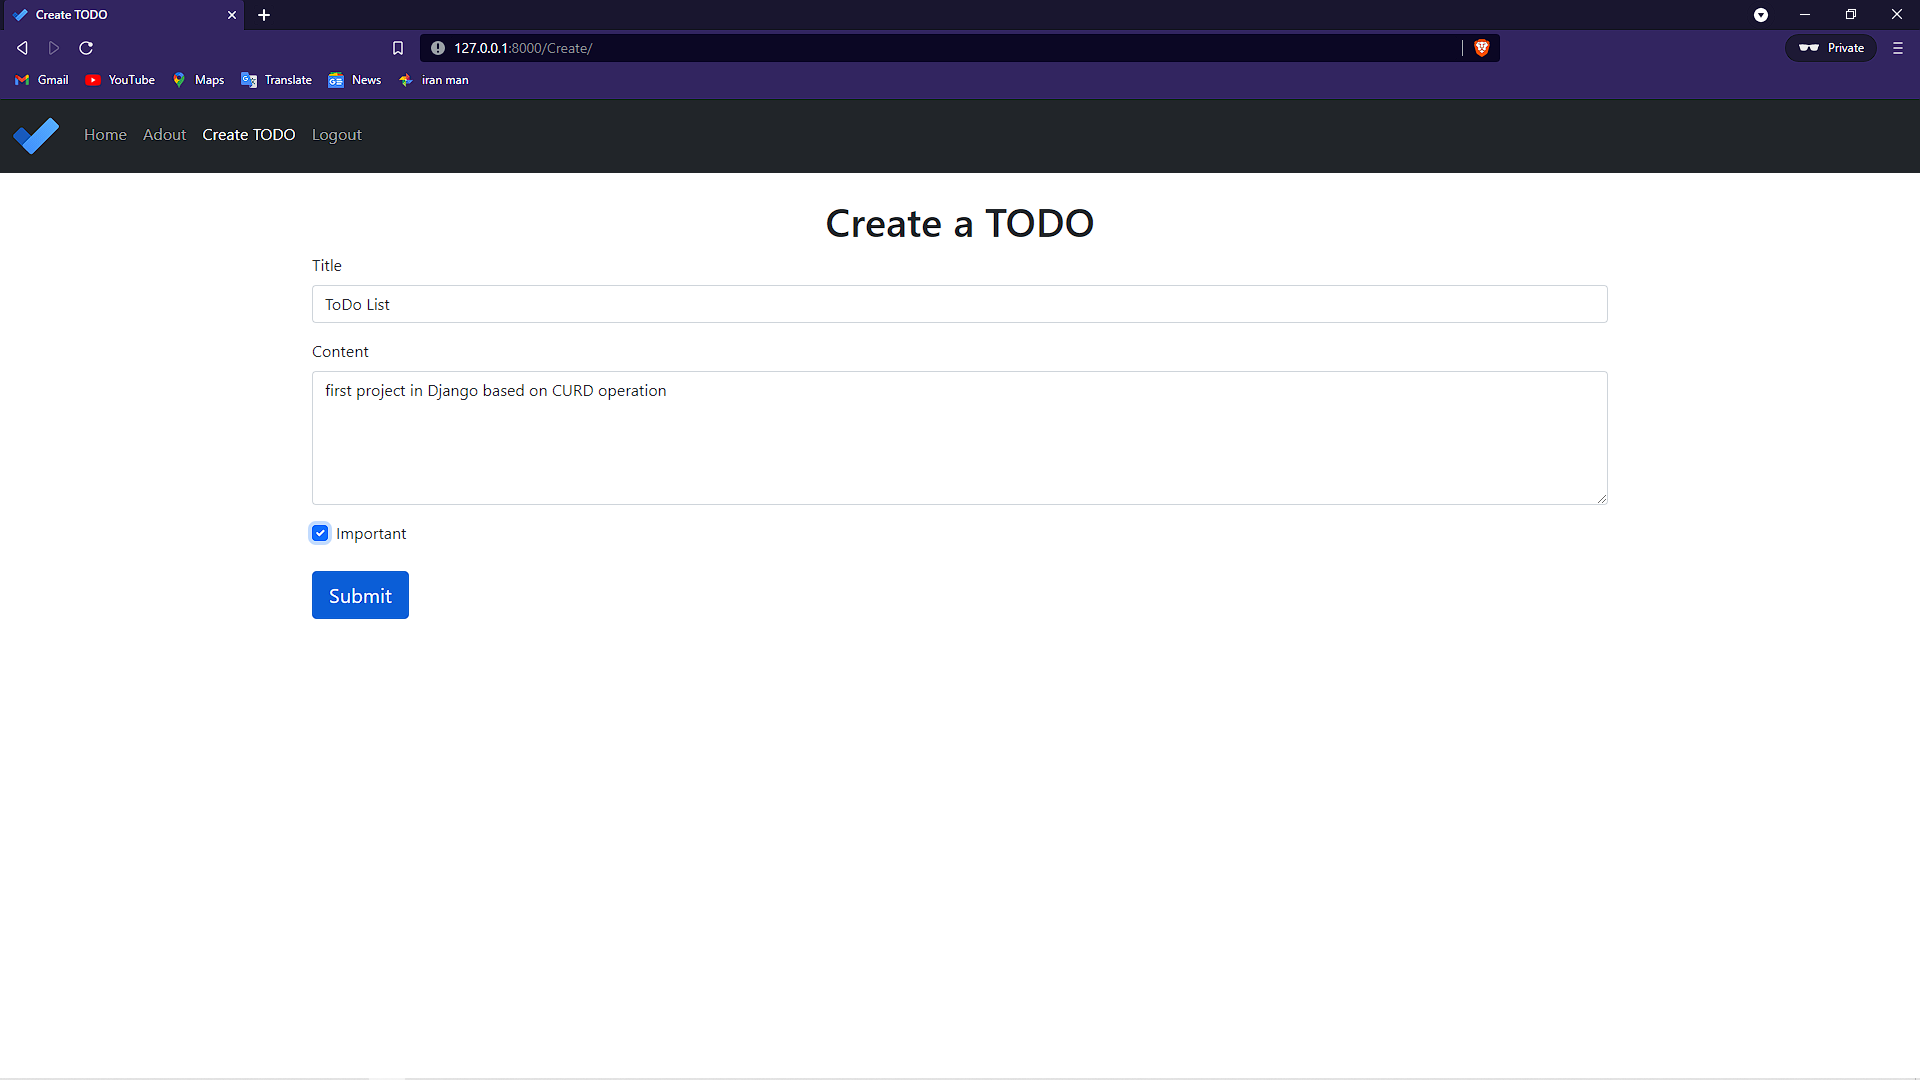 Create TODO
127.0.0.1:8000/Create/
Private
Gmail YouTube Maps Translate News iran man
Home Adout Create TODO Logout
Create a TODO
Title
ToDo List
Content
first project in Django based on CURD operation
Important
Submit